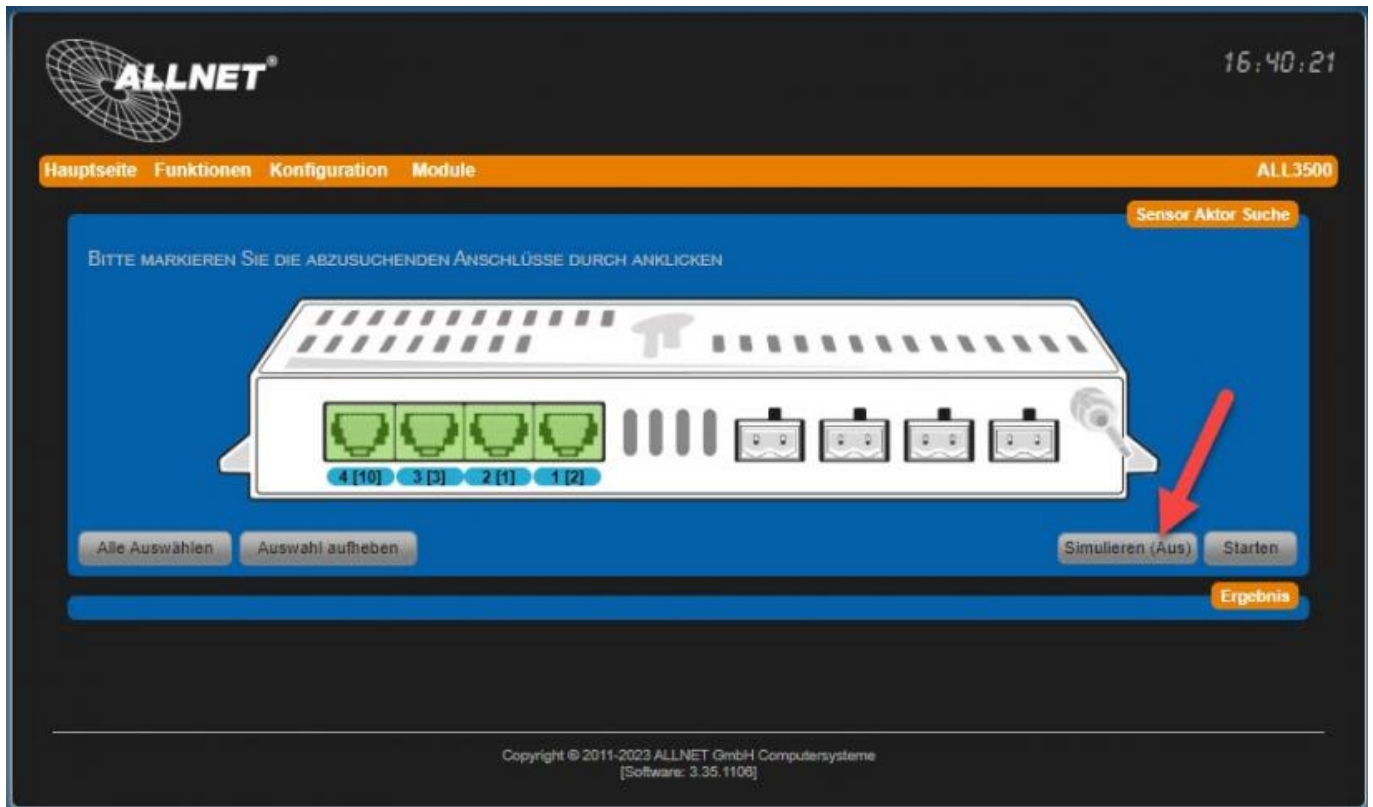 ALLNET®
16:40:21
Hauptseite Funktionen Konfiguration Module ALL3500
Sensor Aktor Suche
BITTE MARKIEREN SIE DIE ABZUSUCHENDEN ANSCHLÜSSE DURCH ANKLICKEN
4 [10] 3 [3] 2 [1] 1 [2]
Alle Auswählen Auswahl aufheben Simulieren (Aus) Starten
Ergebnis
Copyright © 2011-2023 ALLNET GmbH Computersysteme
[Software: 3.35.1106]